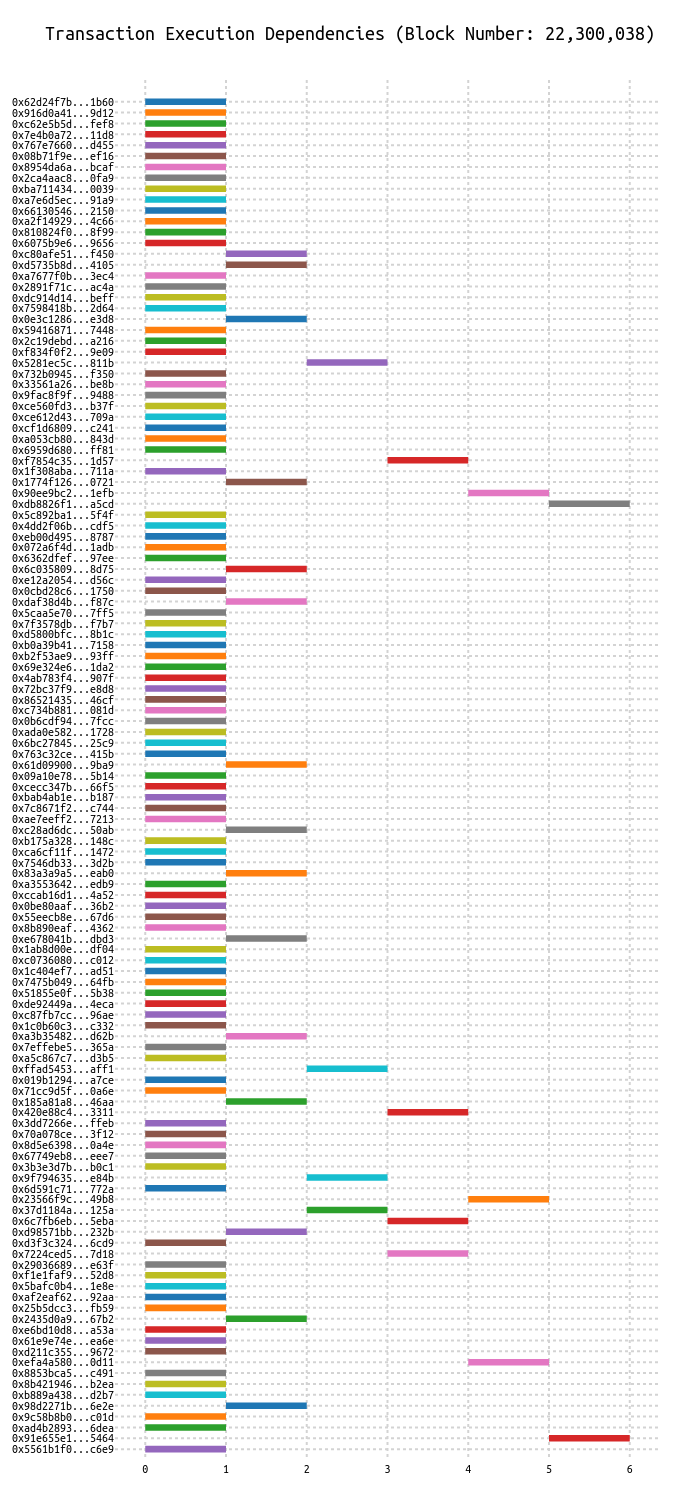 Transaction Execution Dependencies (Block Number: 22,300,038)
0x62d24f7b...1b60
0x916d0a41...9d12
0xc62e5b5d...fef8
0x7e4b0a72...11d8
0x767e7660...d455
0x08b71f9e...ef16
0x8954da6a...bcaf
0x2ca4aac8...0fa9
0xba711434...0039
0xa7e6d5ec...91a9
0x66130546...2150
0xa2f14929...4c66
0x810824f0...8f99
0x6075b9e6...9656
0xc80afe51...f450
0xd5735b8d...4105
0xa7677f0b...3ec4
0x2891f71c...ac4a
0xdc914d14...beff
0x7598418b...2d64
0x0e3c1286...e3d8
0x59416871...7448
0x2c19debd...a216
0xf834f0f2...9e09
0x5281ec5c...811b
0x732b0945...f350
0x33561a26...be8b
0x9fac8f9f...9488
0xce560fd3...b37f
0xce612d43...709a
0xcf1d6809...c241
0xa053cb80...843d
0x6959d680...ff81
0xf7854c35...1d57
0x1f308aba...711a
0x1774f126...0721
0x90ee9bc2...1efb
0xdb8826f1...a5cd
0x5c892ba1...5f4f
0x4dd2f06b...cdf5
0xeb00d495...8787
0x072a6f4d...1adb
0x6362dfef...97ee
0x6c035809...8d75
0xe12a2054...d56c
0x0cbd28c6...1750
0xdaf38d4b...f87c
0x5caa5e70...7ff5
0x7f3578db...f7b7
0xd5800bfc...8b1c
0xb0a39b41...7158
0xb2f53ae9...93ff
0x69e324e6...1da2
0x4ab783f4...907f
0x72bc37f9...e8d8
0x86521435...46cf
0xc734b881...081d
0x0b6cdf94...7fcc
0xada0e582...1728
0x6bc27845...25c9
0x763c32ce...415b
0x61d09900...9ba9
0x09a10e78...5b14
0xcecc347b...66f5
0xbab4ab1e...b187
0x7c8671f2...c744
0xae7eeff2...7213
0xc28ad6dc...50ab
0xb175a328...148c
0xca6cf11f...1472
0x7546db33...3d2b
0x83a3a9a5...eab0
0xa3553642...edb9
0xccab16d1...4a52
0x0be80aaf...36b2
0x55eecb8e...67d6
0x8b890eaf...4362
0xe678041b...dbd3
0x1ab8d00e...df04
0xc0736080...c012
0x1c404ef7...ad51
0x7475b049...64fb
0x51855e0f...5b38
0xde92449a...4eca
0xc87fb7cc...96ae
0x1c0b60c3...c332
0xa3b35482...d62b
0x7effebe5...365a
0xa5c867c7...d3b5
0xffad5453...aff1
0x019b1294...a7ce
0x71cc9d5f...0a6e
0x185a81a8...46aa
0x420e88c4...3311
0x3dd7266e...ffeb
0x70a078ce...3f12
0x8d5e6398...0a4e
0x67749eb8...eee7
0x3b3e3d7b...b0c1
0x9f794635...e84b
0x6d591c71...772a
0x23566f9c...49b8
0x37d1184a...125a
0x6c7fb6eb...5eba
0xd98571bb...232b
0xd3f3c324...6cd9
0x7224ced5...7d18
0x29036689...e63f
0xf1e1faf9...52d8
0x5bafc0b4...1e8e
0xaf2eaf62...92aa
0x25b5dcc3...fb59
0x2435d0a9...67b2
0xe6bd10d8...a53a
0x61e9e74e...ea6e
0xd211c355...9672
0xefa4a580...0d11
0x8853bca5...c491
0x8b421946...b2ea
0xb889a438...d2b7
0x98d2271b...6e2e
0x9c58b8b0...c01d
0xad4b2893...6dea
0x91e655e1...5464
0x5561b1f0...c6e9
0 1 2 3 4 5 6